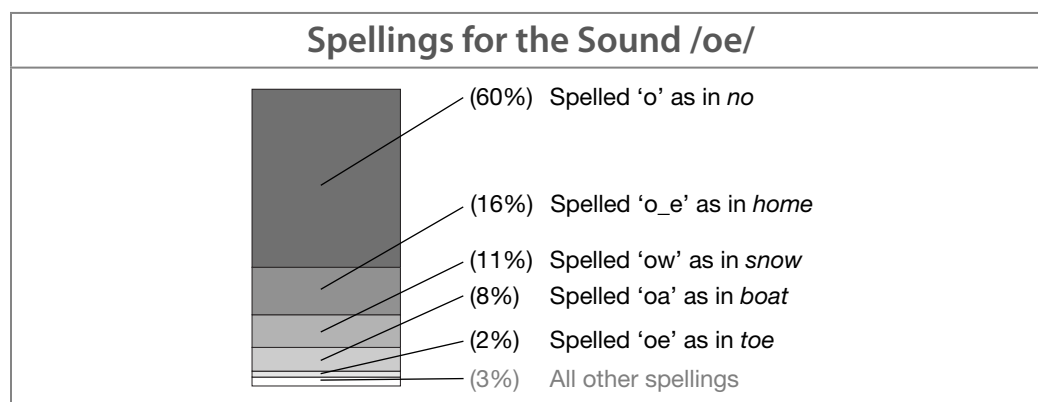 Spellings for the Sound /oe/
(60%) Spelled ‘o’ as in no
(16%) Spelled ‘o_e’ as in home
(11%) Spelled ‘ow’ as in snow
(8%) Spelled ‘oa’ as in boat
(2%) Spelled ‘oe’ as in toe
(3%) All other spellings